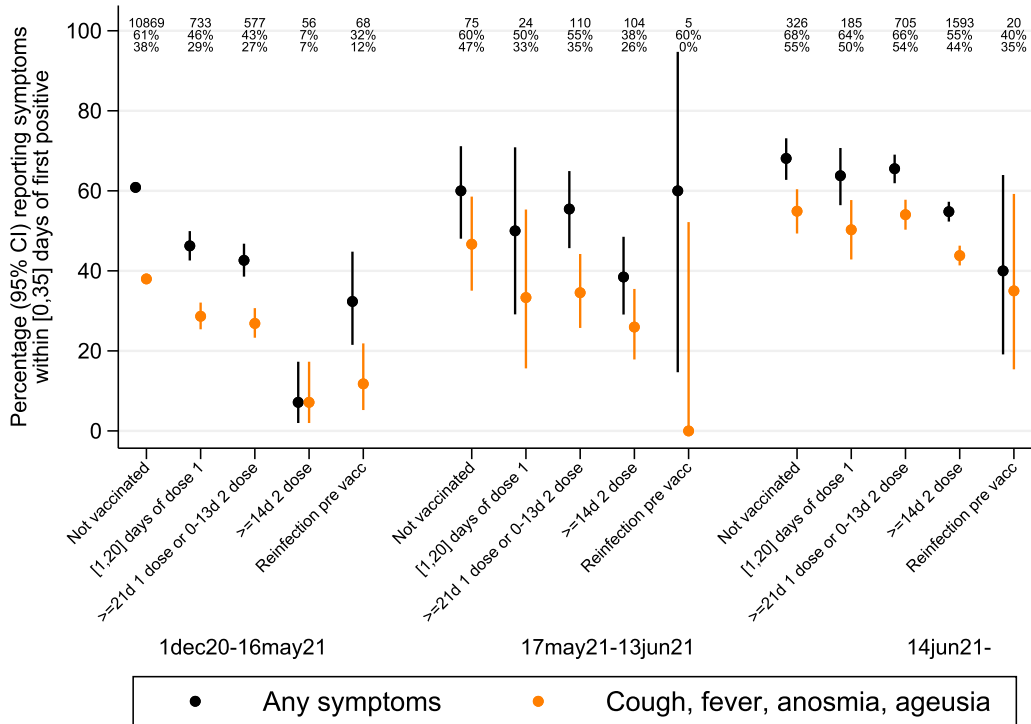 10869 733 577 56 68 75 24 110 104 5 326 185 705 1593 20
61% 46% 43% 7% 32% 60% 50% 55% 38% 60% 68% 64% 66% 55% 40%
38% 29% 27% 7% 12% 47% 33% 35% 26% 0% 55% 50% 54% 44% 35%
Percentage (95% CI) reporting symptoms
within [0,35] days of first positive
100
80
60
40
20
0
Not vaccinated
[1,20] days of dose 1
>=21d 1 dose or 0-13d 2 dose
>=14d 2 dose
Reinfection pre vacc
Not vaccinated
[1,20] days of dose 1
>=21d 1 dose or 0-13d 2 dose
>=14d 2 dose
Reinfection pre vacc
Not vaccinated
[1,20] days of dose 1
>=21d 1 dose or 0-13d 2 dose
>=14d 2 dose
Reinfection pre vacc
1dec20-16may21 17may21-13jun21 14jun21-
Any symptoms Cough, fever, anosmia, ageusia